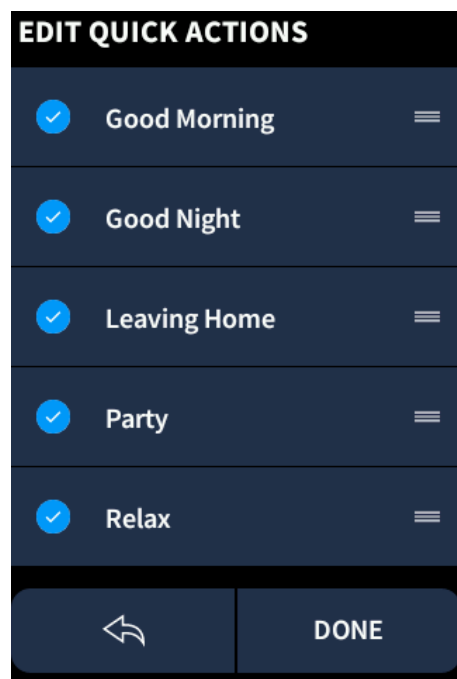 EDIT QUICK ACTIONS
Good Morning
Good Night
Leaving Home
Party
Relax
DONE